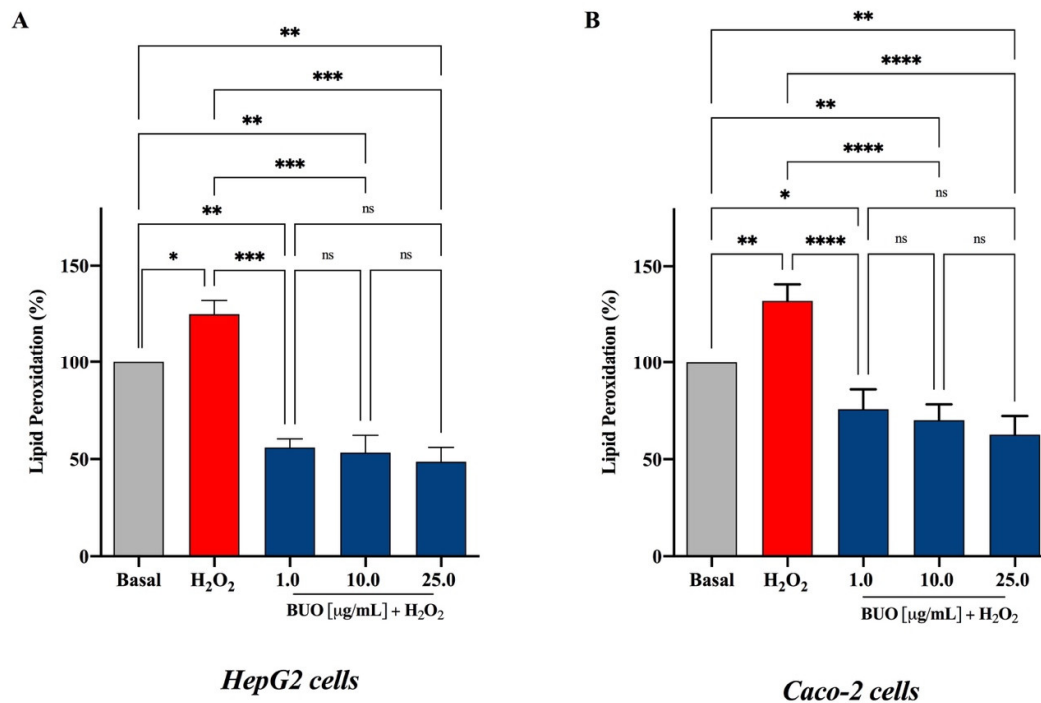 A
**
***
**
***
**
ns
*
***
ns
ns
150
100
50
0
Lipid Peroxidation (%)
Basal
H₂O₂
1.0
10.0
25.0
BUO [µg/mL] + H₂O₂
HepG2 cells
B
**
****
**
****
*
ns
**
****
ns
ns
150
100
50
0
Lipid Peroxidation (%)
Basal
H₂O₂
1.0
10.0
25.0
BUO [µg/mL] + H₂O₂
Caco-2 cells